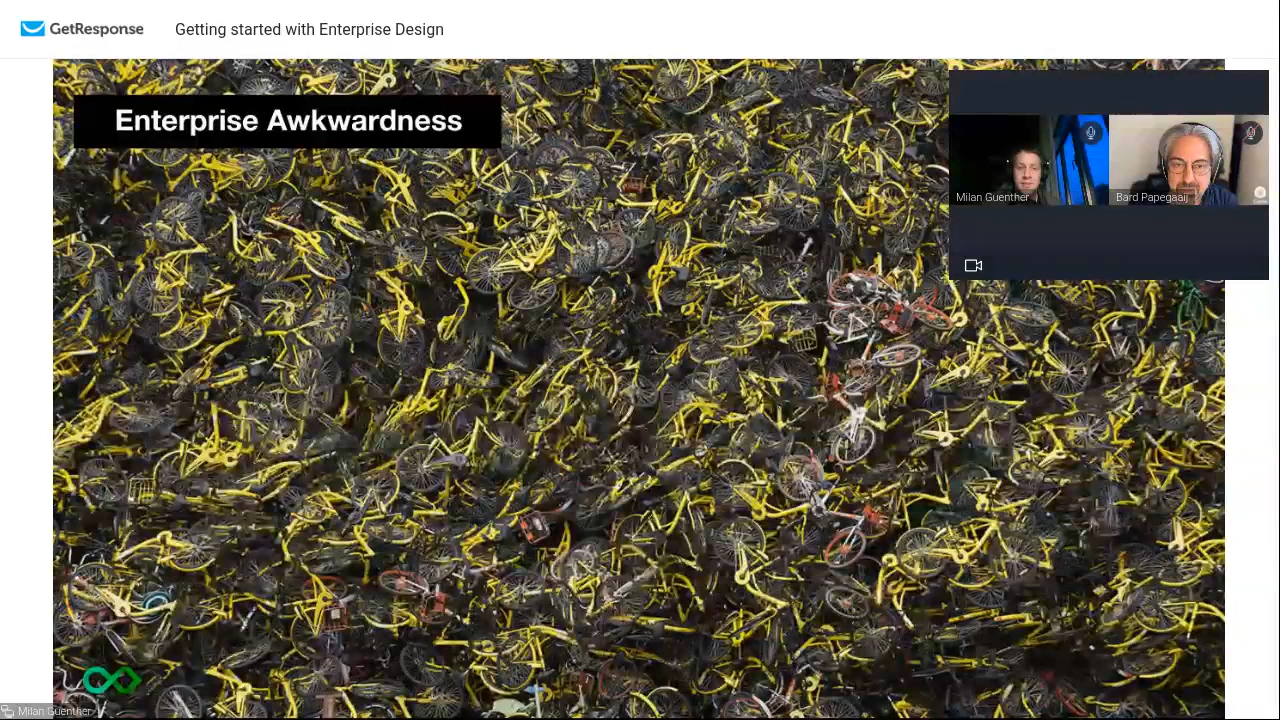 GetResponse
Getting started with Enterprise Design
Enterprise Awkwardness
Milan Guenther
Bard Papegaaij
Milan Guenther